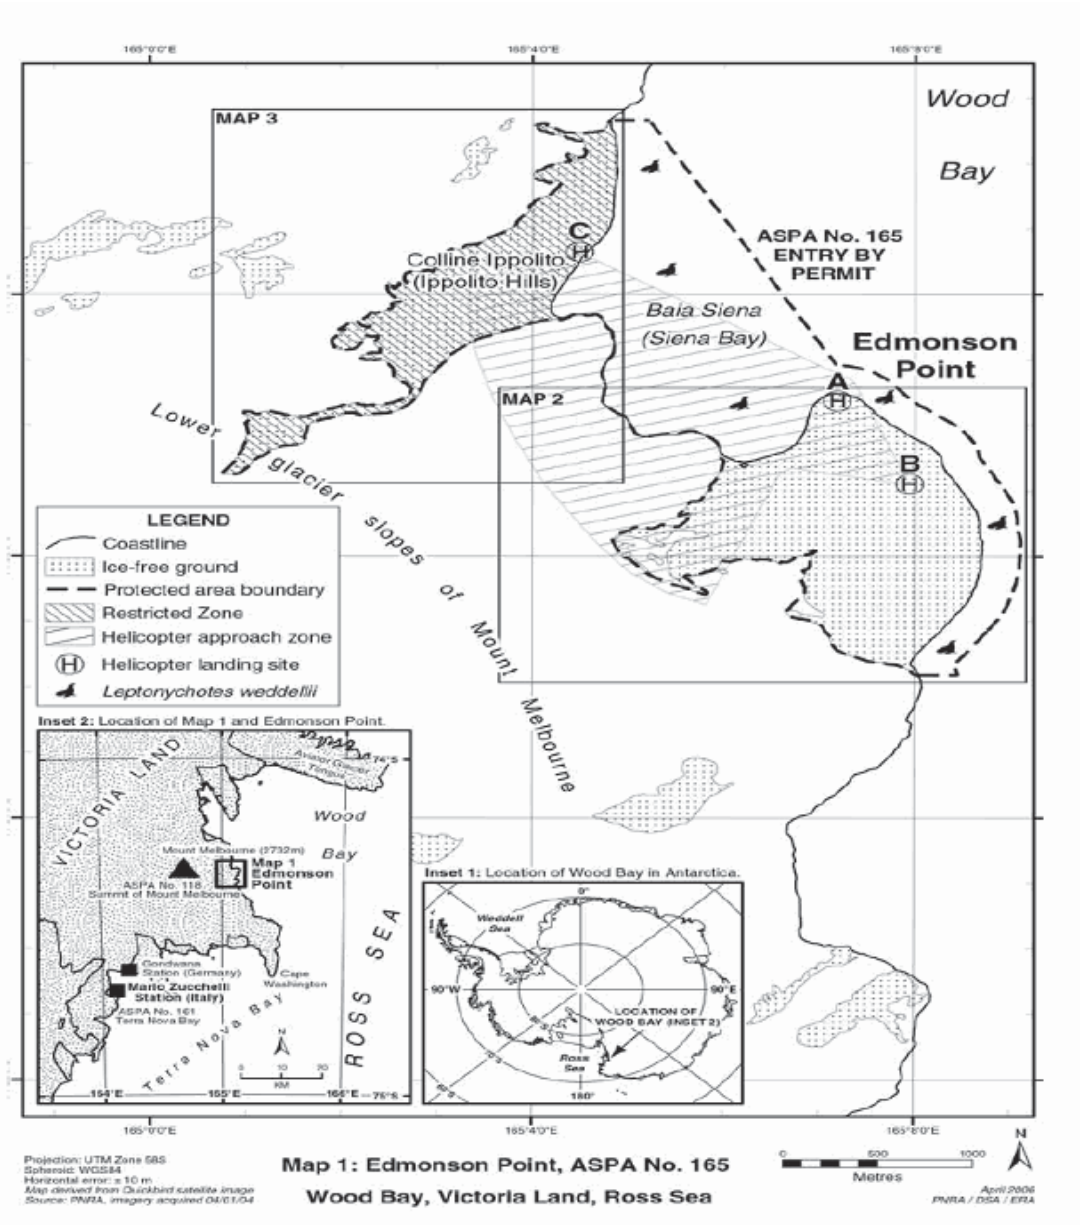 165°0'0"E 165°4'0"E 165°8'0"E
Wood
Bay
MAP 3
C
H
Colline Ippolito
(Ippolito Hills)
ASPA No. 165
ENTRY BY
PERMIT
Baia Siena
(Siena Bay)
Edmonson
Point
A
H
MAP 2
B
H
Lower glacier slopes of Mount Melbourne
LEGEND
Coastline
Ice-free ground
Protected area boundary
Restricted Zone
Helicopter approach zone
H Helicopter landing site
Leptonychotes weddellii
Inset 2: Location of Map 1 and Edmonson Point.
VICTORIA LAND
Aviator Glacier
Tongue
74°S
Wood
Bay
Mount Melbourne (2732m)
Map 1
Edmonson
Point
ASPA No. 118
Summit of Mount Melbourne
Gondwana
Station (Germany)
Mario Zucchelli
Station (Italy)
ASPA No. 161
Terra Nova Bay
Cape
Washington
Terra Nova Bay
ROSS SEA
N
0 10 20
KM
164°E 165°E 166°E 75°S
Inset 1: Location of Wood Bay in Antarctica.
0°
Weddell
Sea
90°W
90°E
LOCATION OF
WOOD BAY (INSET 2)
Ross
Sea
180°
165°0'0"E 165°4'0"E 165°8'0"E
Projection: UTM Zone 58S
Spheroid: WGS84
Horizontal error: ± 10 m
Map derived from Quickbird satellite image
Source: PNRA, imagery acquired 04/01/04
Map 1: Edmonson Point, ASPA No. 165
Wood Bay, Victoria Land, Ross Sea
0 500 1000
Metres
N
April 2006
PNRA / DSA / ERA